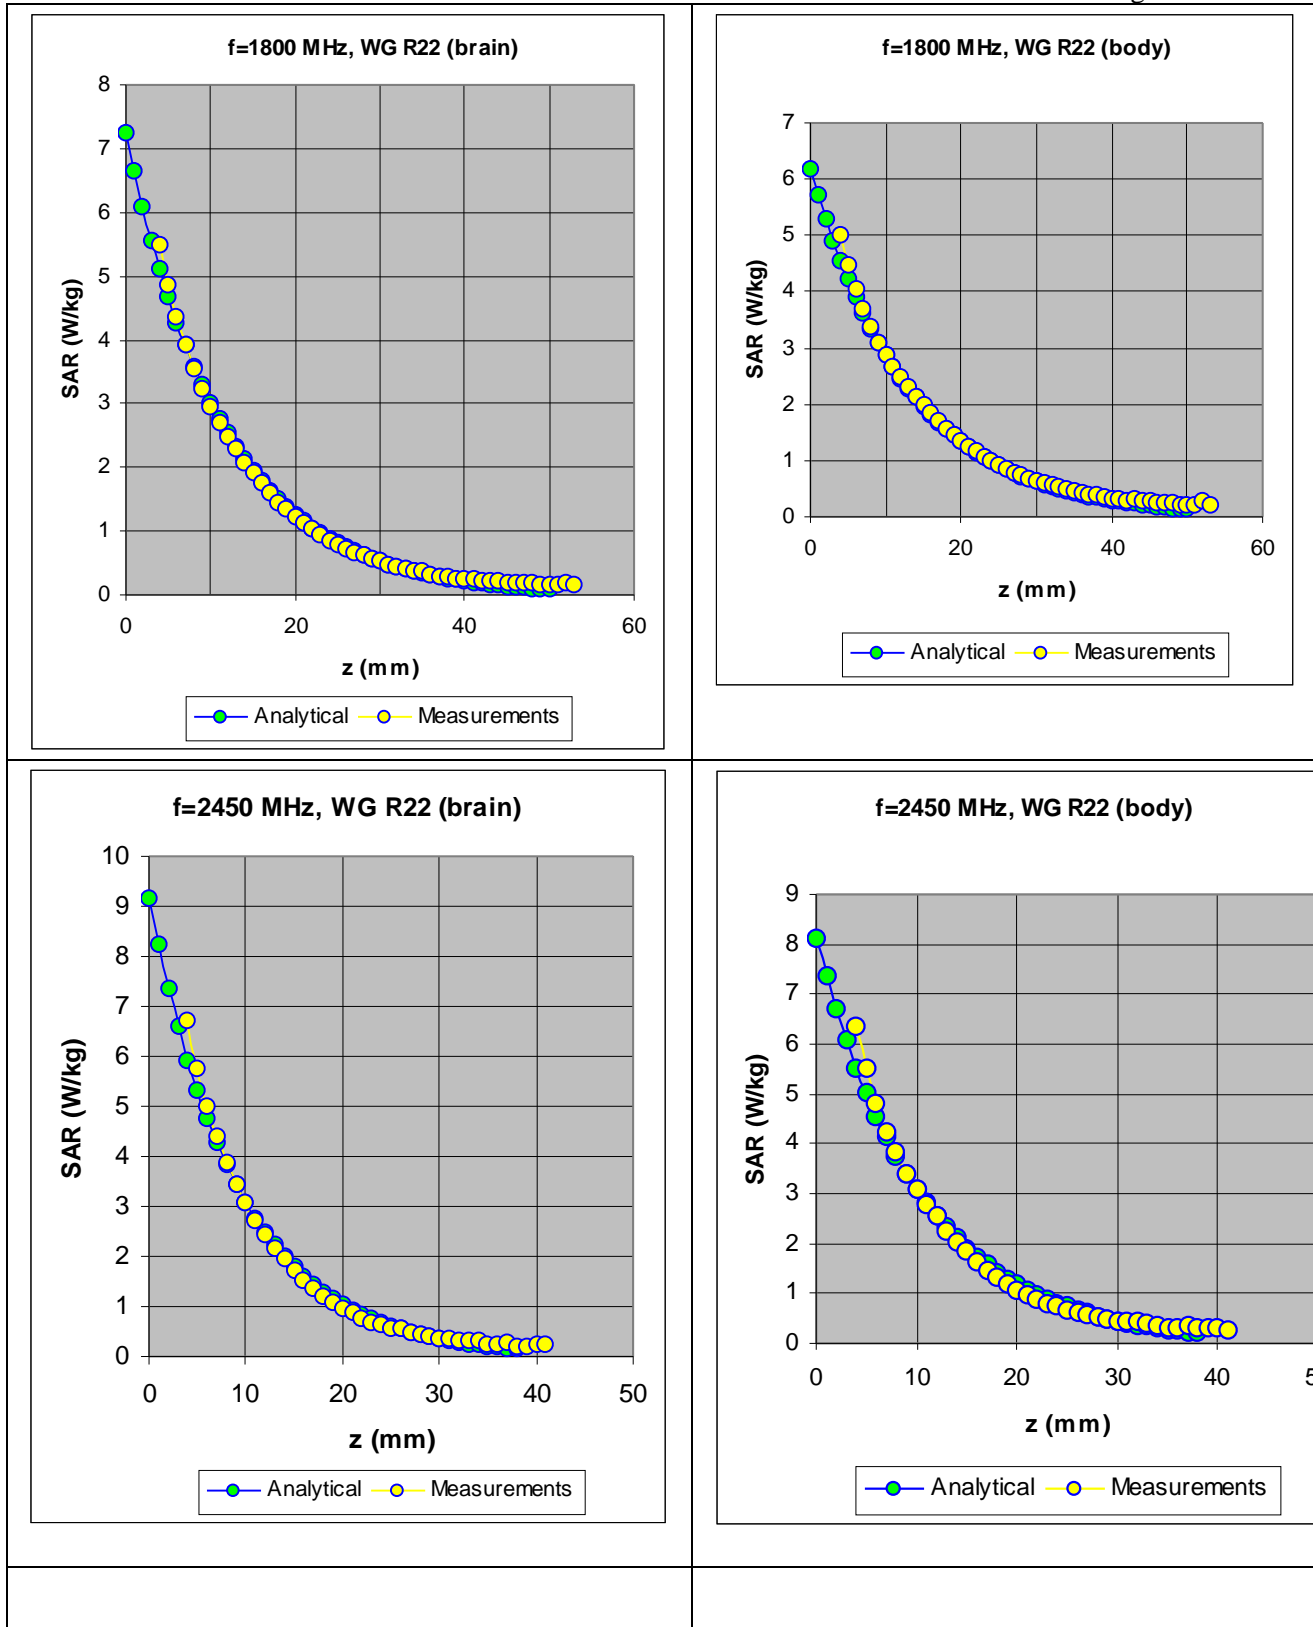 f=1800 MHz, WG R22 (brain)
8
7
6
5
4
3
2
1
0
SAR (W/kg)
0 20 40 60
z (mm)
Analytical Measurements
f=1800 MHz, WG R22 (body)
7
6
5
4
3
2
1
0
SAR (W/kg)
0 20 40 60
z (mm)
Analytical Measurements
f=2450 MHz, WG R22 (brain)
10
9
8
7
6
5
4
3
2
1
0
SAR (W/kg)
0 10 20 30 40 50
z (mm)
Analytical Measurements
f=2450 MHz, WG R22 (body)
9
8
7
6
5
4
3
2
1
0
SAR (W/kg)
0 10 20 30 40
z (mm)
Analytical Measurements